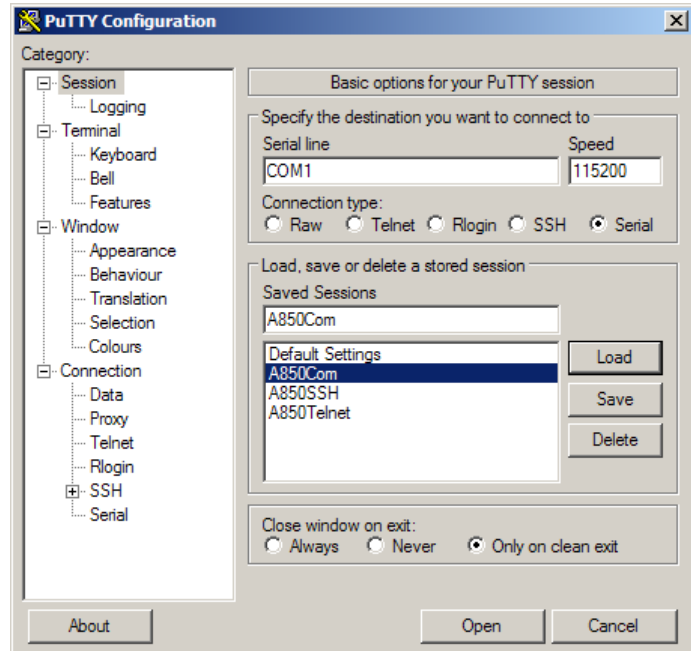 PuTTY Configuration
Category:
Session
Logging
Terminal
Keyboard
Bell
Features
Window
Appearance
Behaviour
Translation
Selection
Colours
Connection
Data
Proxy
Telnet
Rlogin
SSH
Serial
Basic options for your PuTTY session
Specify the destination you want to connect to
Serial line Speed
COM1 115200
Connection type:
Raw Telnet Rlogin SSH Serial
Load, save or delete a stored session
Saved Sessions
A850Com
Default Settings
A850Com
A850SSH
A850Telnet
Load
Save
Delete
Close window on exit:
Always Never Only on clean exit
About Open Cancel